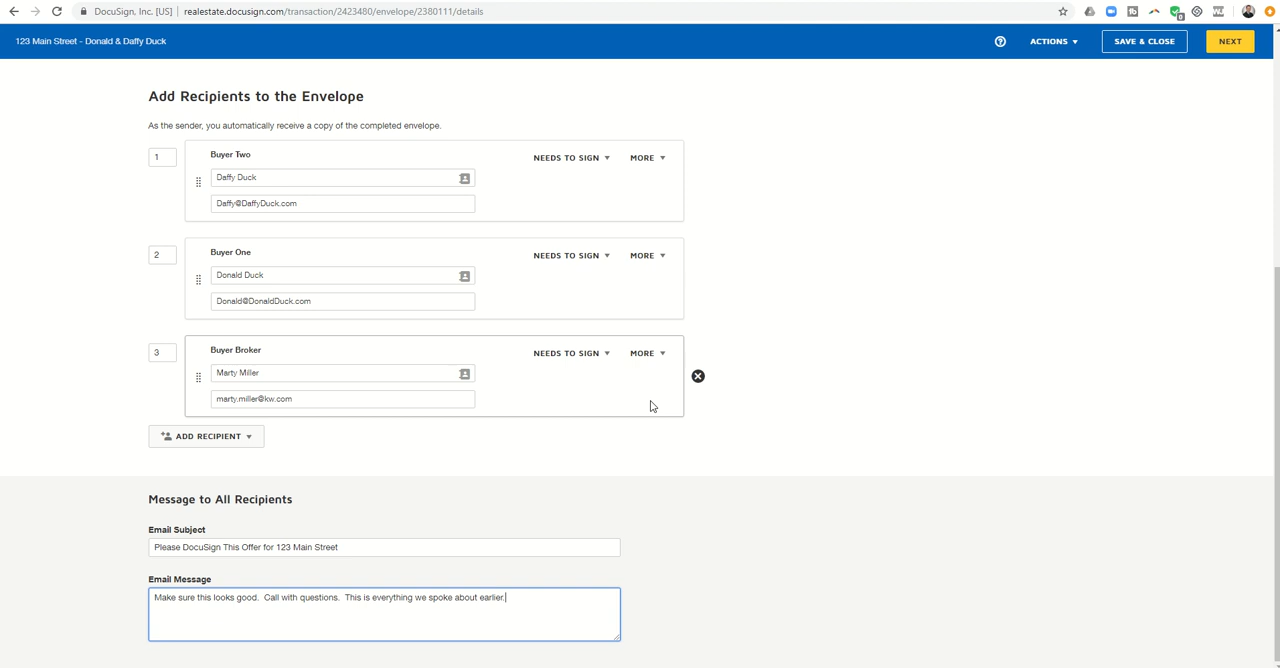 DocuSign, Inc. [US] | realestate.docusign.com/transaction/2423480/envelope/2380111/details
123 Main Street - Donald & Daffy Duck
ACTIONS
SAVE & CLOSE
NEXT
Add Recipients to the Envelope
As the sender, you automatically receive a copy of the completed envelope.
1
Buyer Two
NEEDS TO SIGN
MORE
Daffy Duck
Daffy@DaffyDuck.com
2
Buyer One
NEEDS TO SIGN
MORE
Donald Duck
Donald@DonaldDuck.com
3
Buyer Broker
NEEDS TO SIGN
MORE
Marty Miller
marty.miller@kw.com
ADD RECIPIENT
Message to All Recipients
Email Subject
Please DocuSign This Offer for 123 Main Street
Email Message
Make sure this looks good.  Call with questions.  This is everything we spoke about earlier.